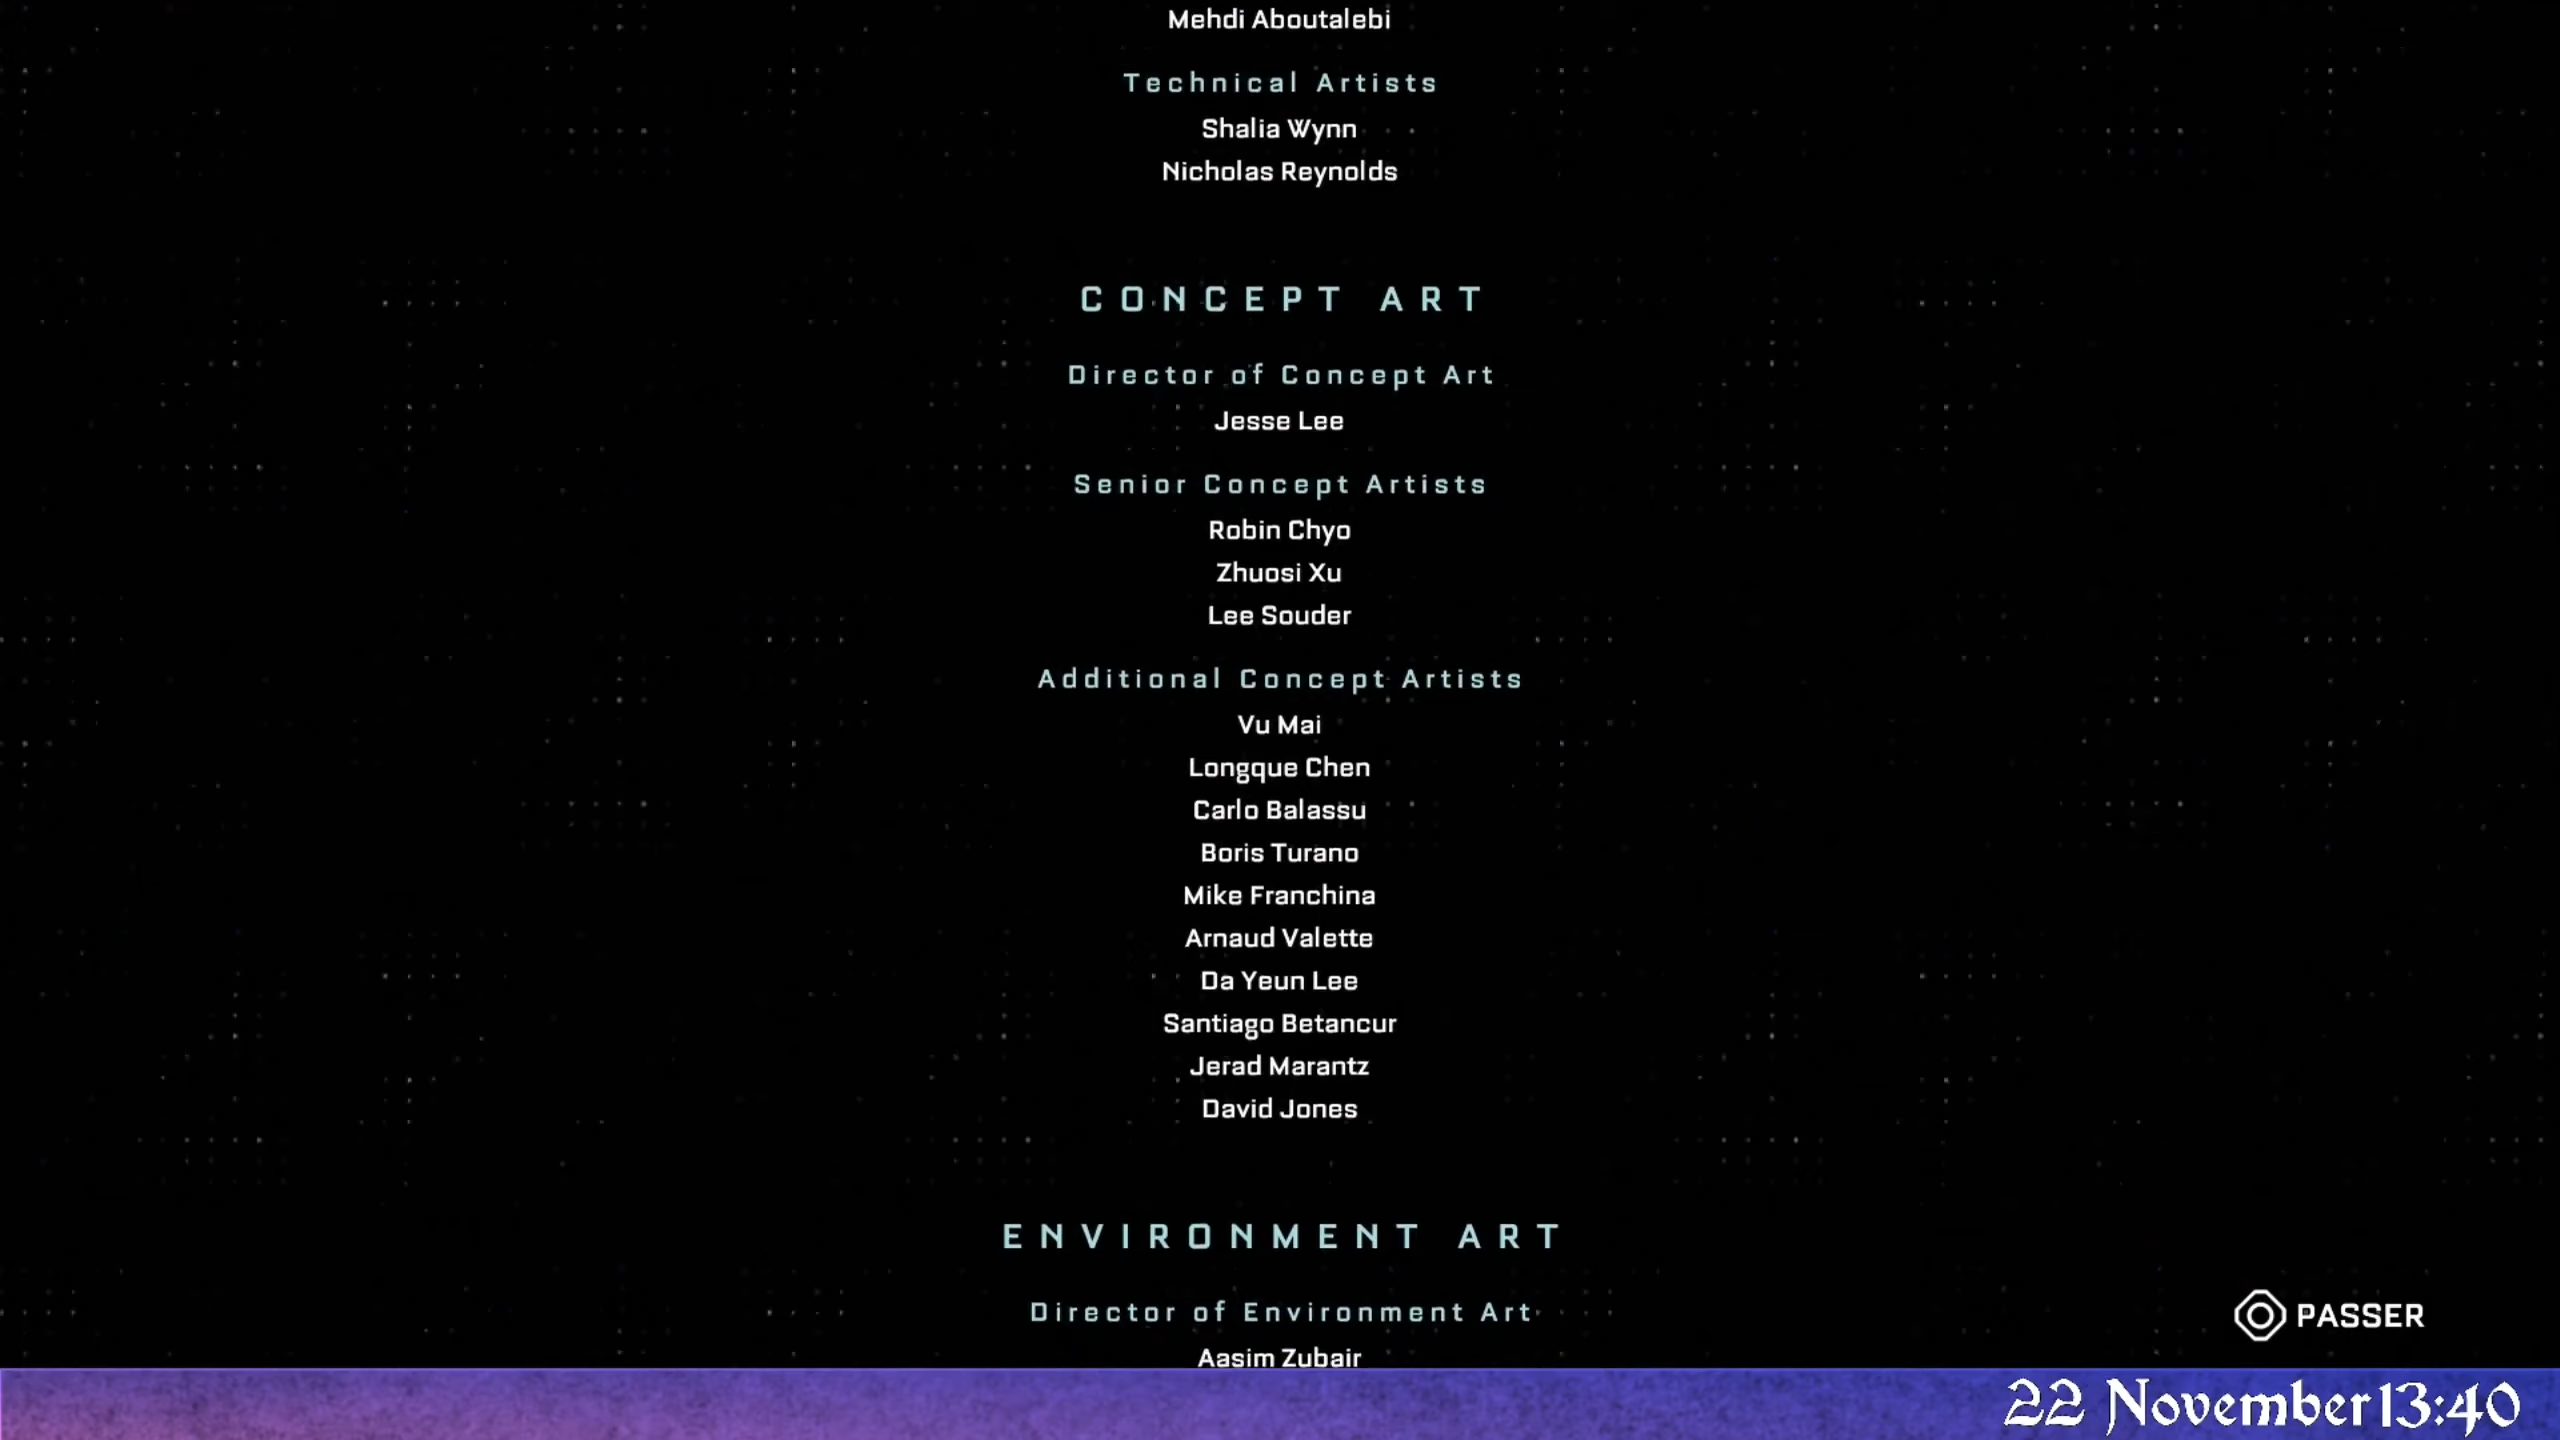 Mehdi Aboutalebi
Technical Artists
Shalia Wynn
Nicholas Reynolds
CONCEPT ART
Director of Concept Art
Jesse Lee
Senior Concept Artists
Robin Chyo
Zhuosi Xu
Lee Souder
Additional Concept Artists
Vu Mai
Longque Chen
Carlo Balassu
Boris Turano
Mike Franchina
Arnaud Valette
Da Yeun Lee
Santiago Betancur
Jerad Marantz
David Jones
ENVIRONMENT ART
Director of Environment Art
Aasim Zubair
PASSER
22 November 13:40